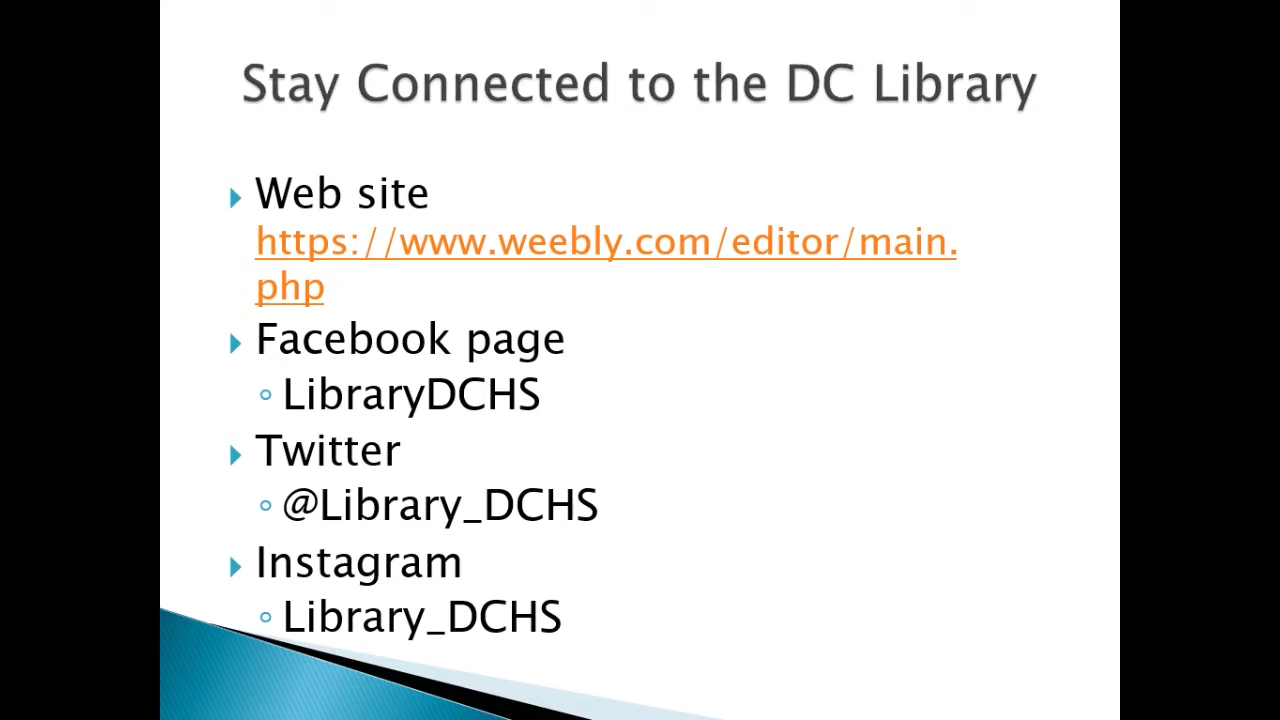 Stay Connected to the DC Library
Web site
https://www.weebly.com/editor/main.
php
Facebook page
LibraryDCHS
Twitter
@Library_DCHS
Instagram
Library_DCHS